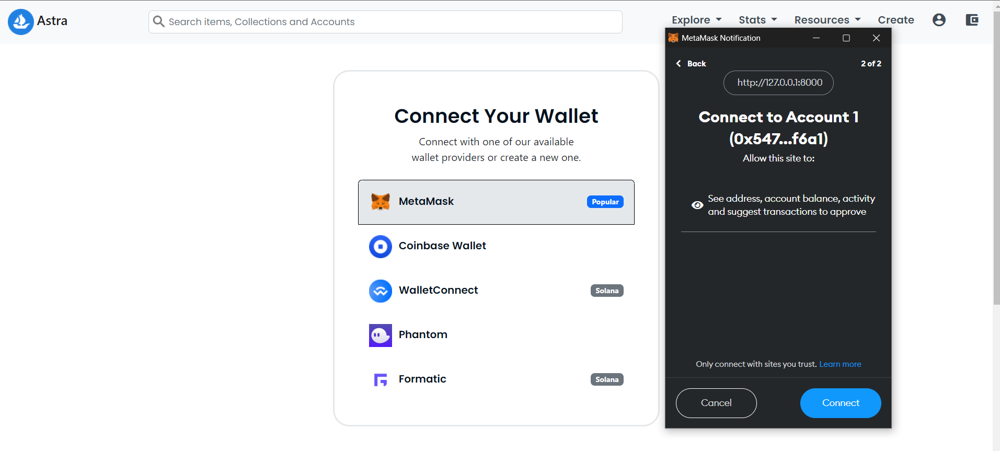 Astra
Search items, Collections and Accounts
Explore
Stats
Resources
Create
Connect Your Wallet
Connect with one of our available
wallet providers or create a new one.
MetaMask
Popular
Coinbase Wallet
WalletConnect
Solana
Phantom
Formatic
Solana
MetaMask Notification
Back
2 of 2
http://127.0.0.1:8000
Connect to Account 1
(0x547...f6a1)
Allow this site to:
See address, account balance, activity
and suggest transactions to approve
Only connect with sites you trust. Learn more
Cancel
Connect